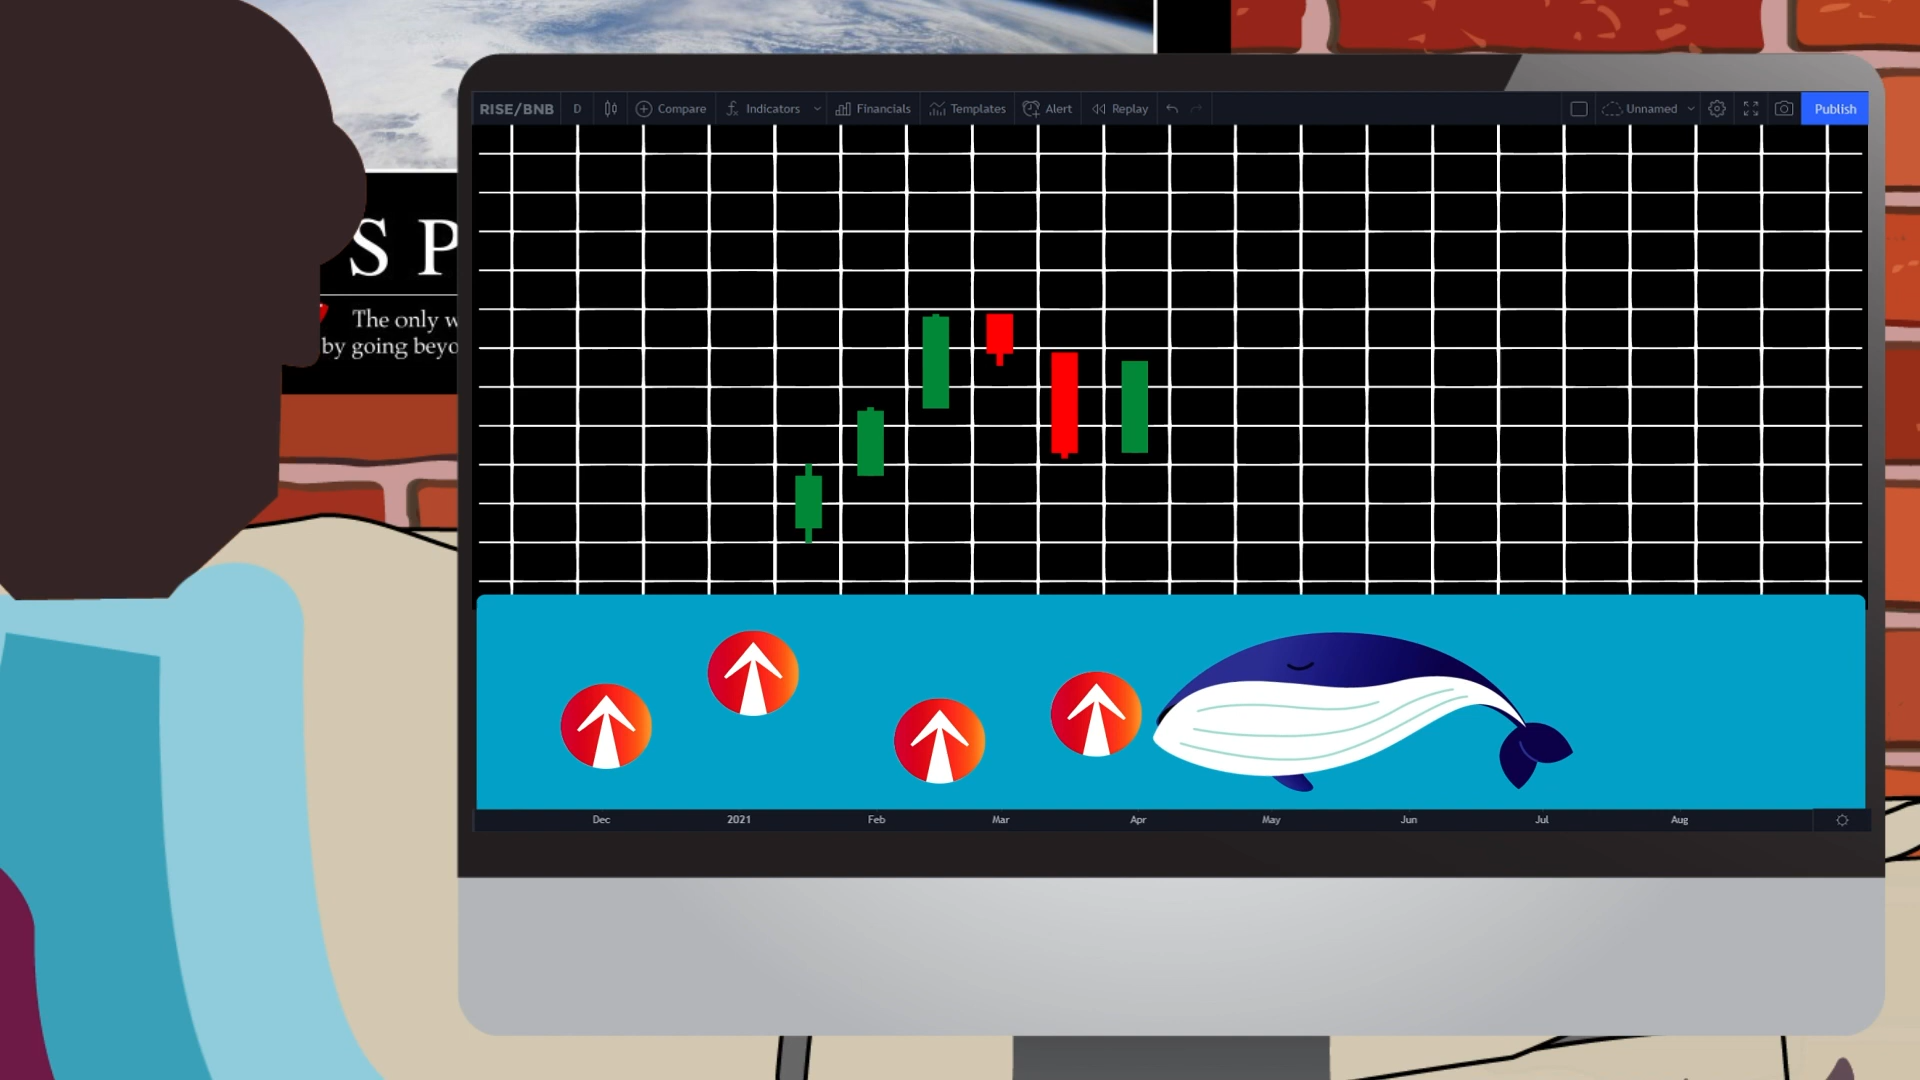 RISE/BNB D Compare Indicators Financials Templates Alert Replay Unnamed Publish
S P
The only w
by going beyo
Dec 2021 Feb Mar Apr May Jun Jul Aug